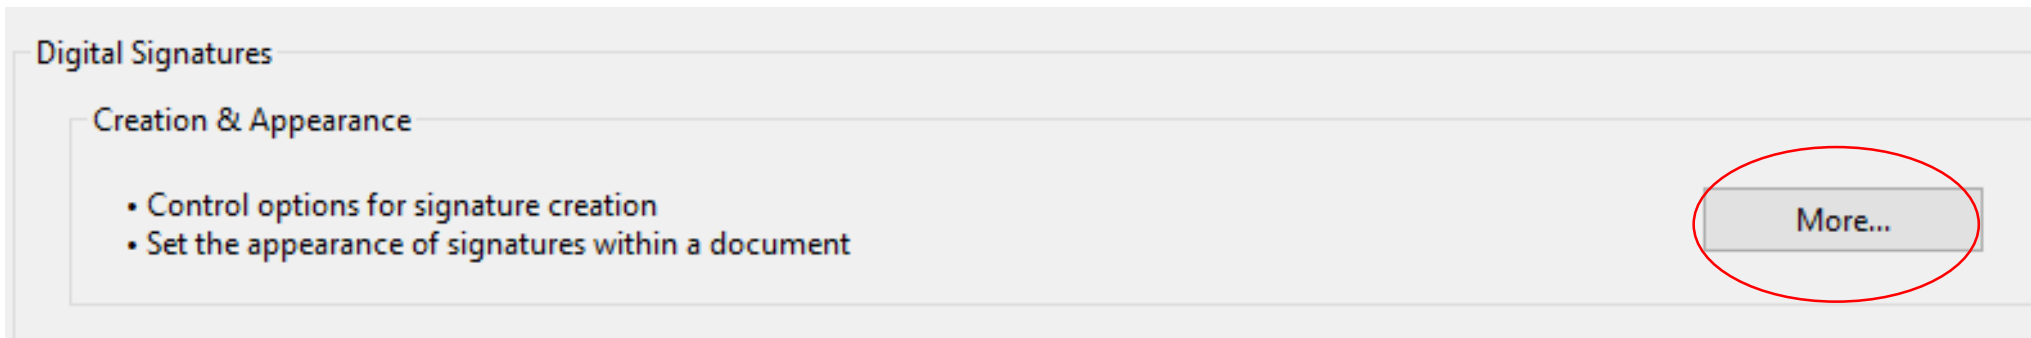 Digital Signatures
Creation & Appearance
• Control options for signature creation
• Set the appearance of signatures within a document
More...